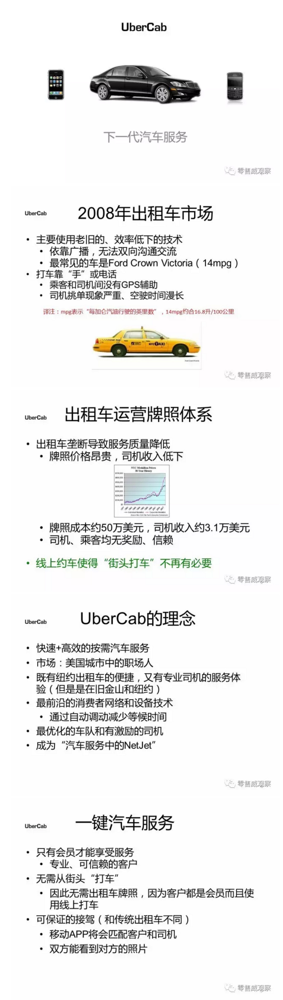 UberCab
下一代汽车服务
零售威观察
UberCab
2008年出租车市场
• 主要使用老旧的、效率低下的技术
• 依靠广播，无法双向沟通交流
• 最常见的车是Ford Crown Victoria（14mpg）
• 打车靠“手”或电话
• 乘客和司机间没有GPS辅助
• 司机挑单现象严重、空驶时间漫长
译注：mpg表示“每加仑汽油行驶的英里数”，14mpg约合16.8升/100公里
NYC TAXI
Ford Crown Victoria
零售威观察
UberCab
出租车运营牌照体系
• 出租车垄断导致服务质量降低
• 牌照价格昂贵，司机收入低下
NYC Medallion Prices
30-Year History
$700,000
$600,000
$500,000
$400,000
$300,000
$200,000
$100,000
$0
Individual Medallion
Corporate Medallion
• 牌照成本约50万美元，司机收入约3.1万美元
• 司机、乘客均无奖励、信赖
• 线上约车使得“街头打车”不再有必要
零售威观察
UberCab
UberCab的理念
• 快速+高效的按需汽车服务
• 市场：美国城市中的职场人
• 既有纽约出租车的便捷，又有专业司机的服务体
验（但是是在旧金山和纽约）
• 最前沿的消费者网络和设备技术
• 通过自动调动减少等候时间
• 最优化的车队和有激励的司机
• 成为“汽车服务中的NetJet”
零售威观察
UberCab
一键汽车服务
• 只有会员才能享受服务
• 专业、可信赖的客户
• 无需从街头“打车”
• 因此无需出租车牌照，因为客户都是会员而且使
用线上打车
• 可保证的接驾（和传统出租车不同）
• 移动APP将会匹配客户和司机
• 双方能看到对方的照片
零售威观察